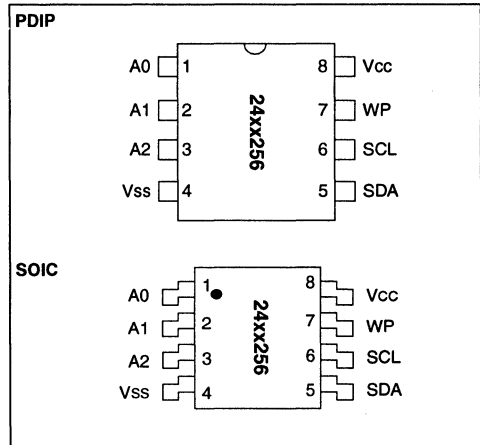 PDIP
A0 1 8 Vcc
A1 2 7 WP
A2 3 6 SCL
Vss 4 5 SDA
24xx256
SOIC
A0 1 8 Vcc
A1 2 7 WP
A2 3 6 SCL
Vss 4 5 SDA
24xx256